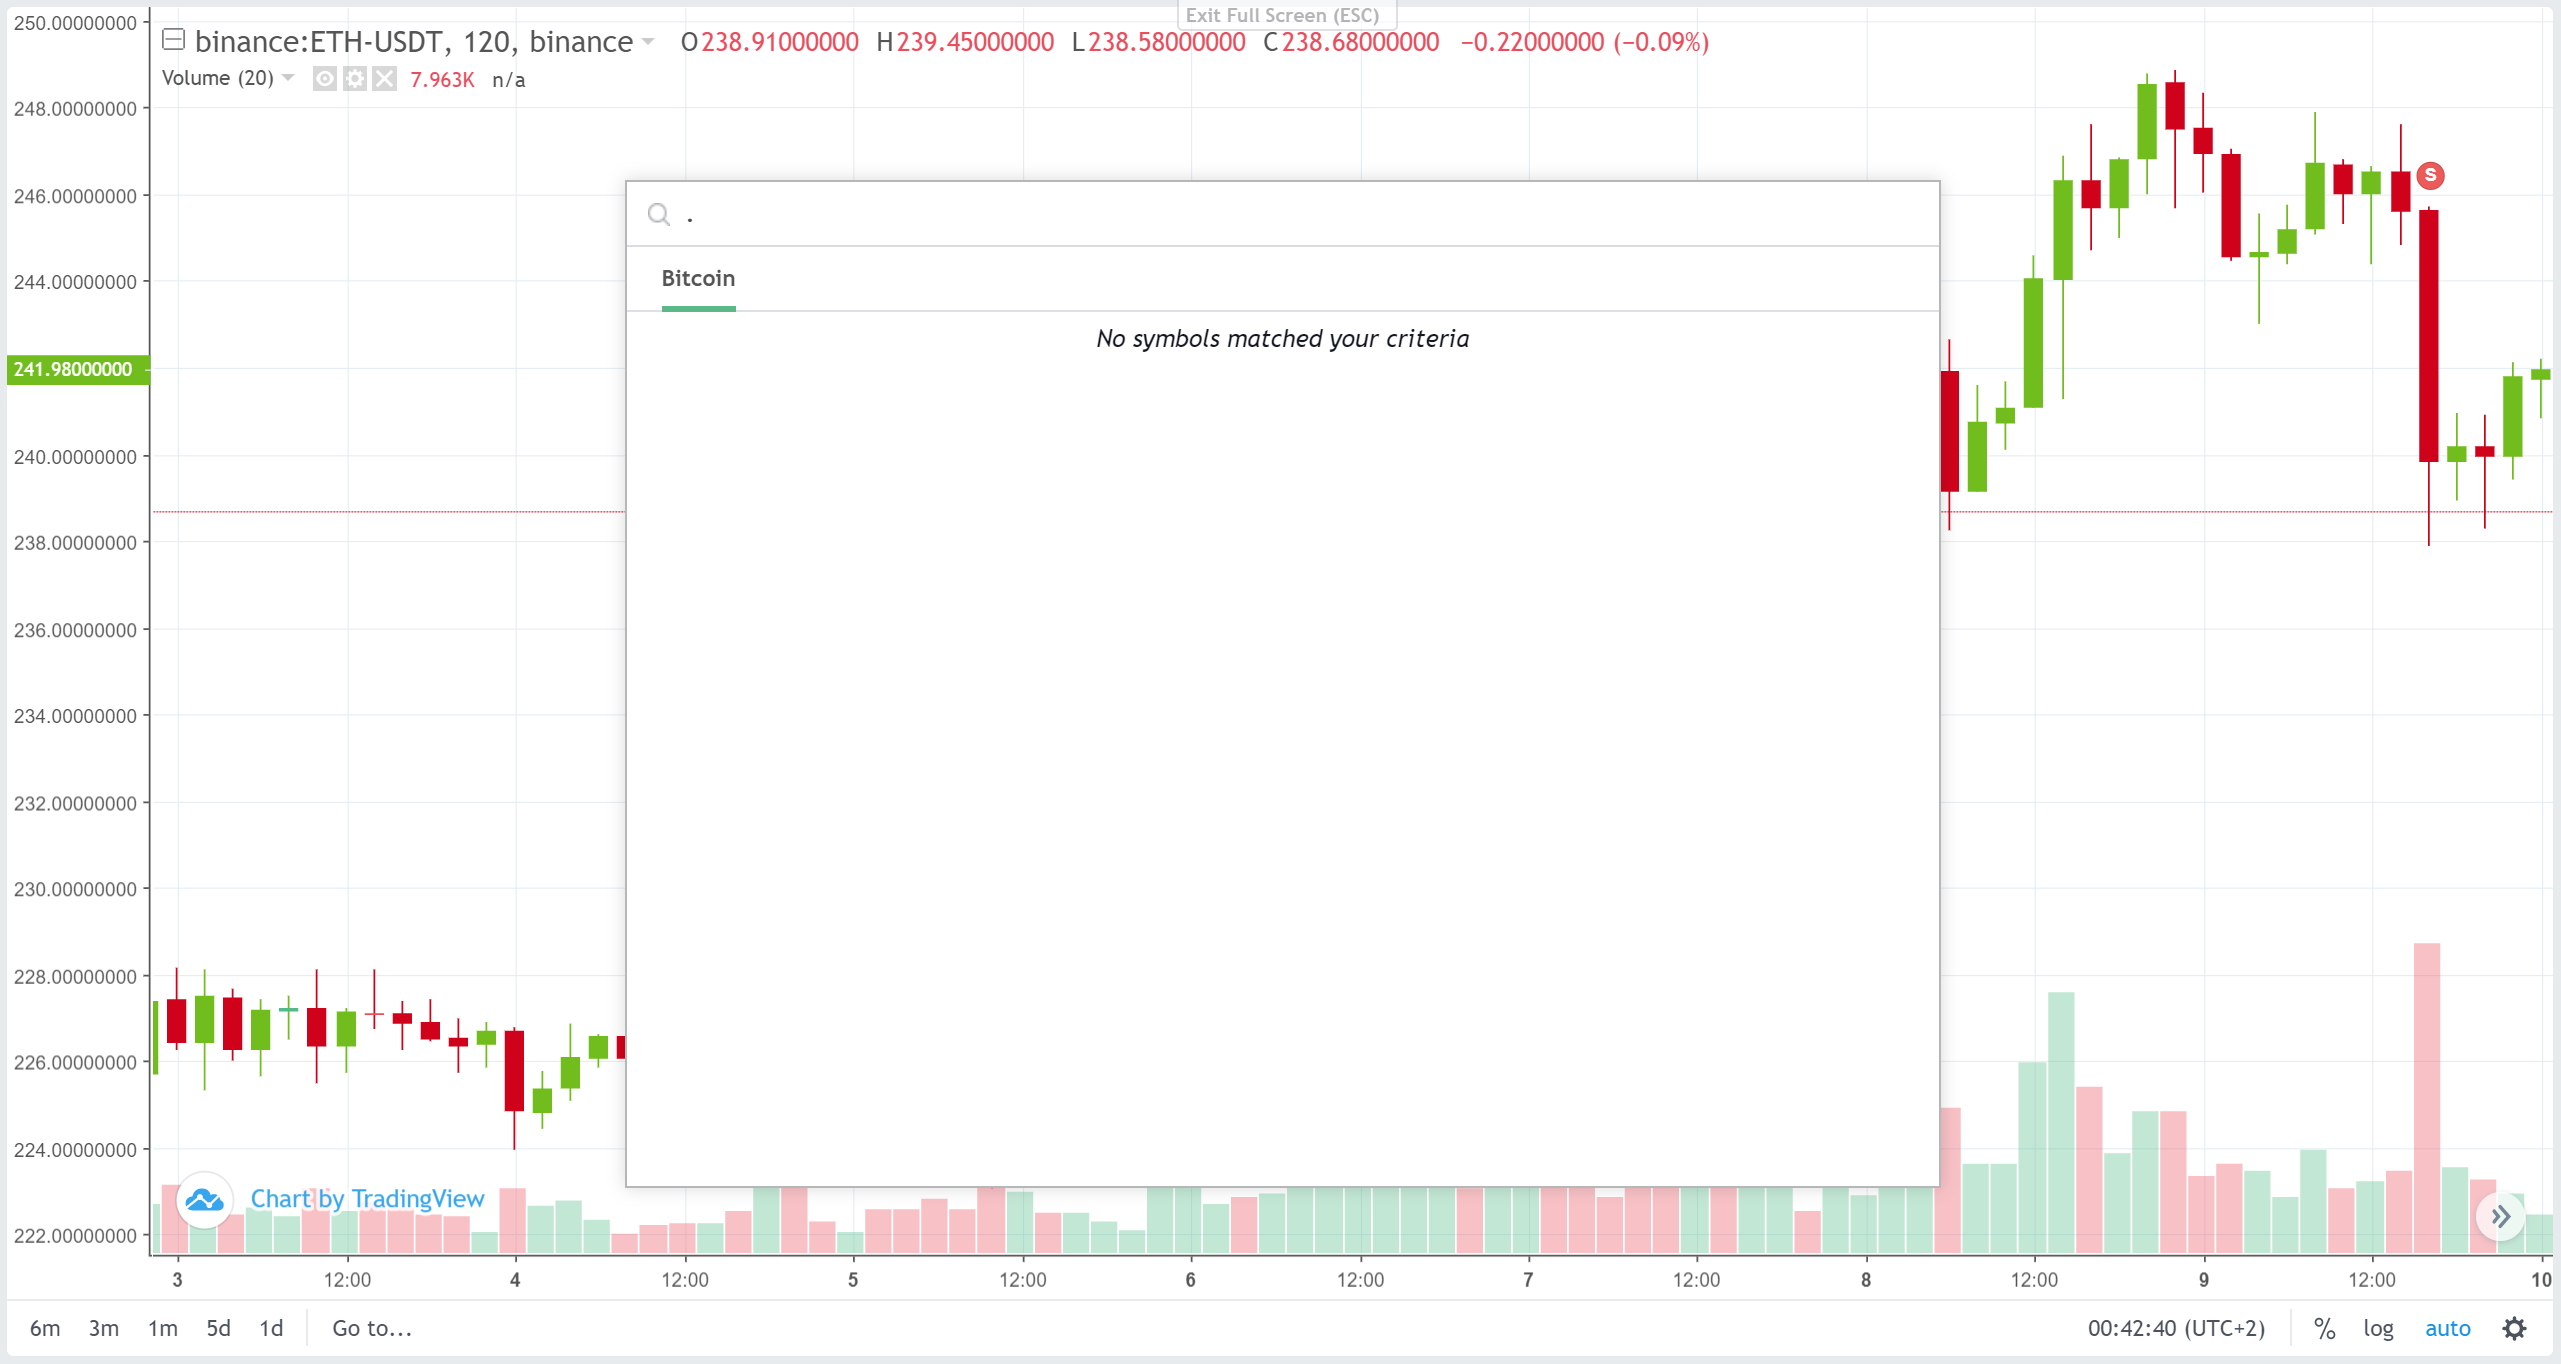 Exit Full Screen (ESC)
binance:ETH-USDT, 120, binance O238.91000000 H239.45000000 L238.58000000 C238.68000000 −0.22000000 (−0.09%)
Volume (20) 7.963K n/a
250.00000000
248.00000000
246.00000000
244.00000000
241.98000000
240.00000000
238.00000000
236.00000000
234.00000000
232.00000000
230.00000000
228.00000000
226.00000000
224.00000000
222.00000000
S
.
Bitcoin
No symbols matched your criteria
Chart by TradingView
3 12:00 4 12:00 5 12:00 6 12:00 7 12:00 8 12:00 9 12:00 10
6m 3m 1m 5d 1d Go to... 00:42:40 (UTC+2) % log auto